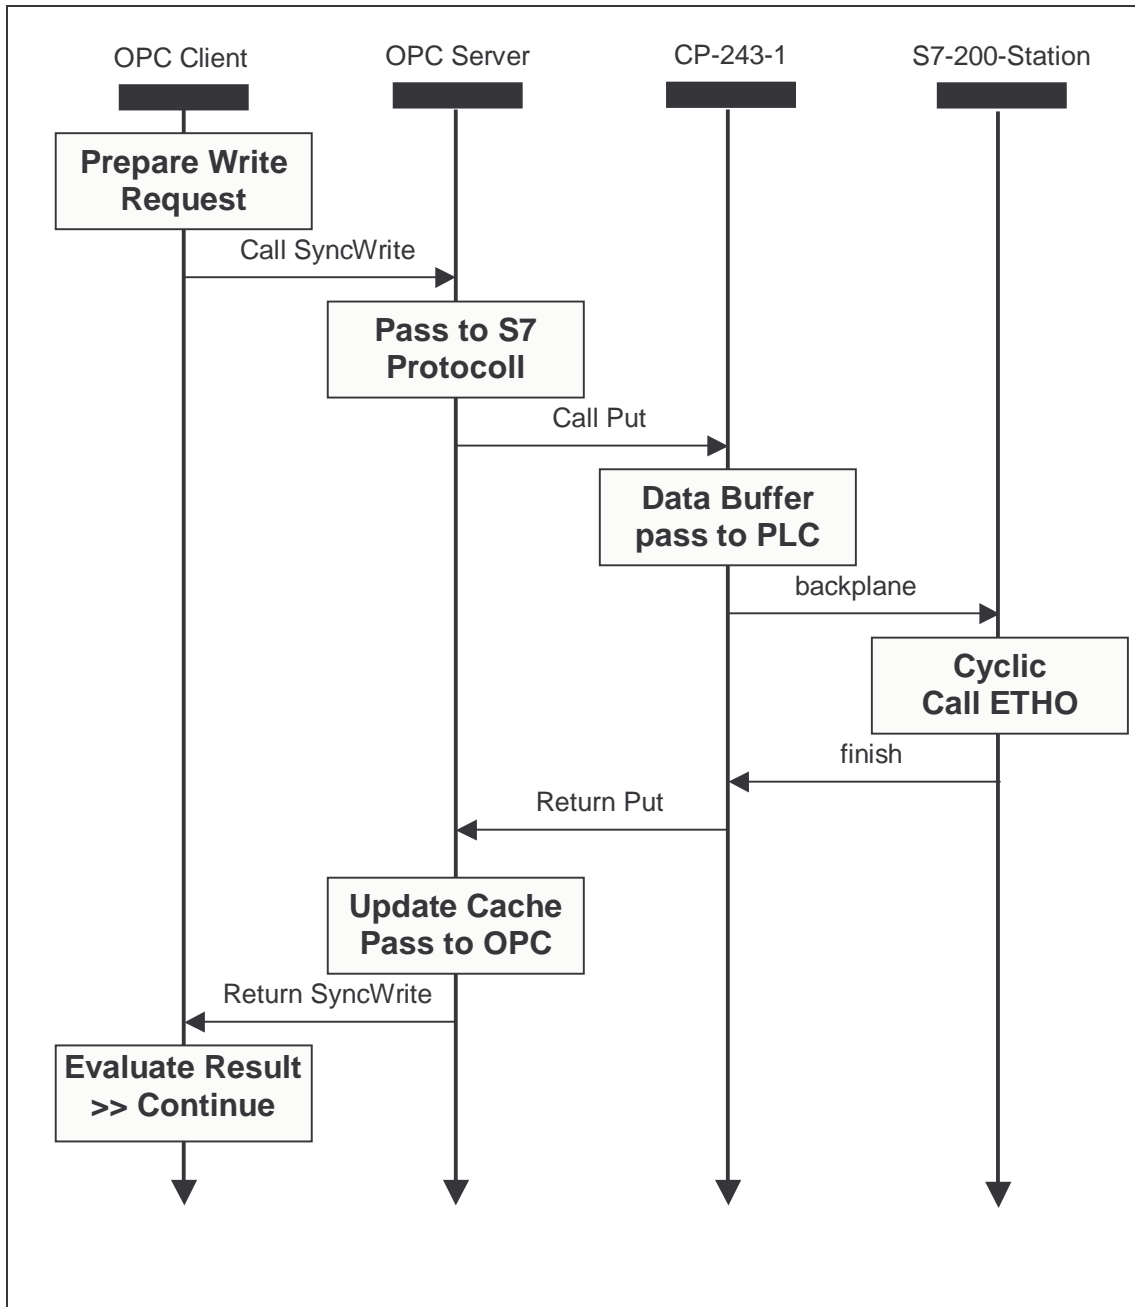 OPC Client
OPC Server
CP-243-1
S7-200-Station
Prepare Write
Request
Call SyncWrite
Pass to S7
Protocoll
Call Put
Data Buffer
pass to PLC
backplane
Cyclic
Call ETHO
finish
Return Put
Update Cache
Pass to OPC
Return SyncWrite
Evaluate Result
>> Continue